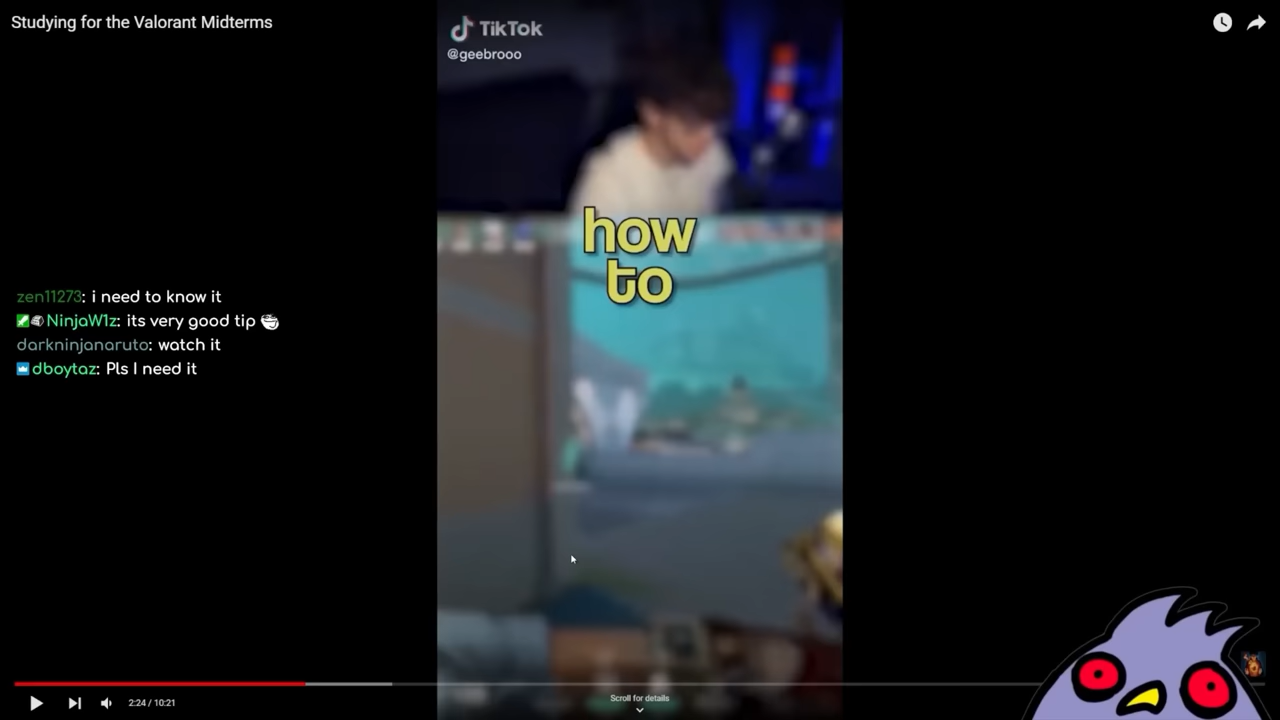 Studying for the Valorant Midterms
TikTok
@geebrooo
how
to
zen11273: i need to know it
NinjaW1z: its very good tip
darkninjanaruto: watch it
dboytaz: Pls I need it
Scroll for details
2:24 / 10:21